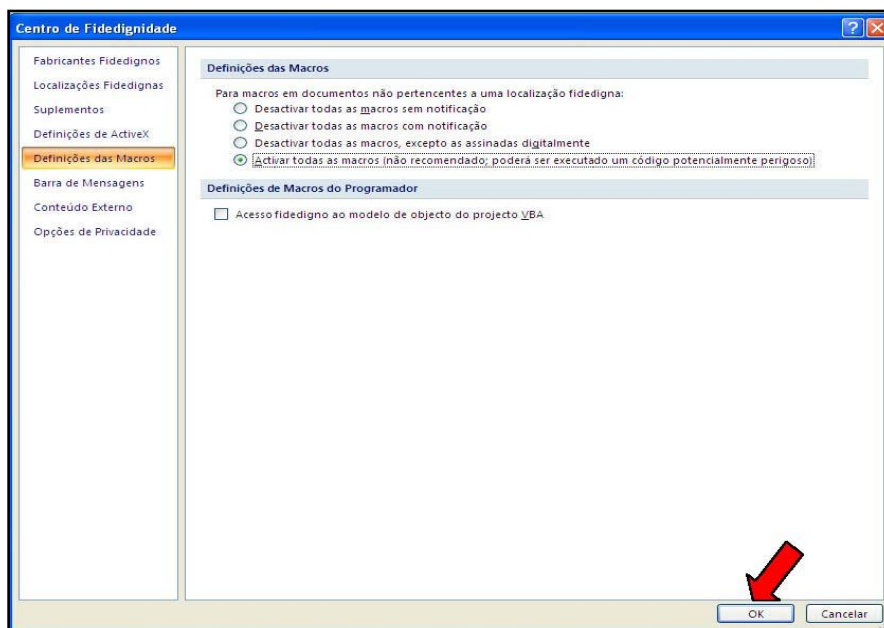 Centro de Fidedignidade
Fabricantes Fidedignos
Localizações Fidedignas
Suplementos
Definições de ActiveX
Definições das Macros
Barra de Mensagens
Conteúdo Externo
Opções de Privacidade
Definições das Macros
Para macros em documentos não pertencentes a uma localização fidedigna:
Desactivar todas as macros sem notificação
Desactivar todas as macros com notificação
Desactivar todas as macros, excepto as assinadas digitalmente
Activar todas as macros (não recomendado; poderá ser executado um código potencialmente perigoso)
Definições de Macros do Programador
Acesso fidedigno ao modelo de objecto do projecto VBA
OK
Cancelar